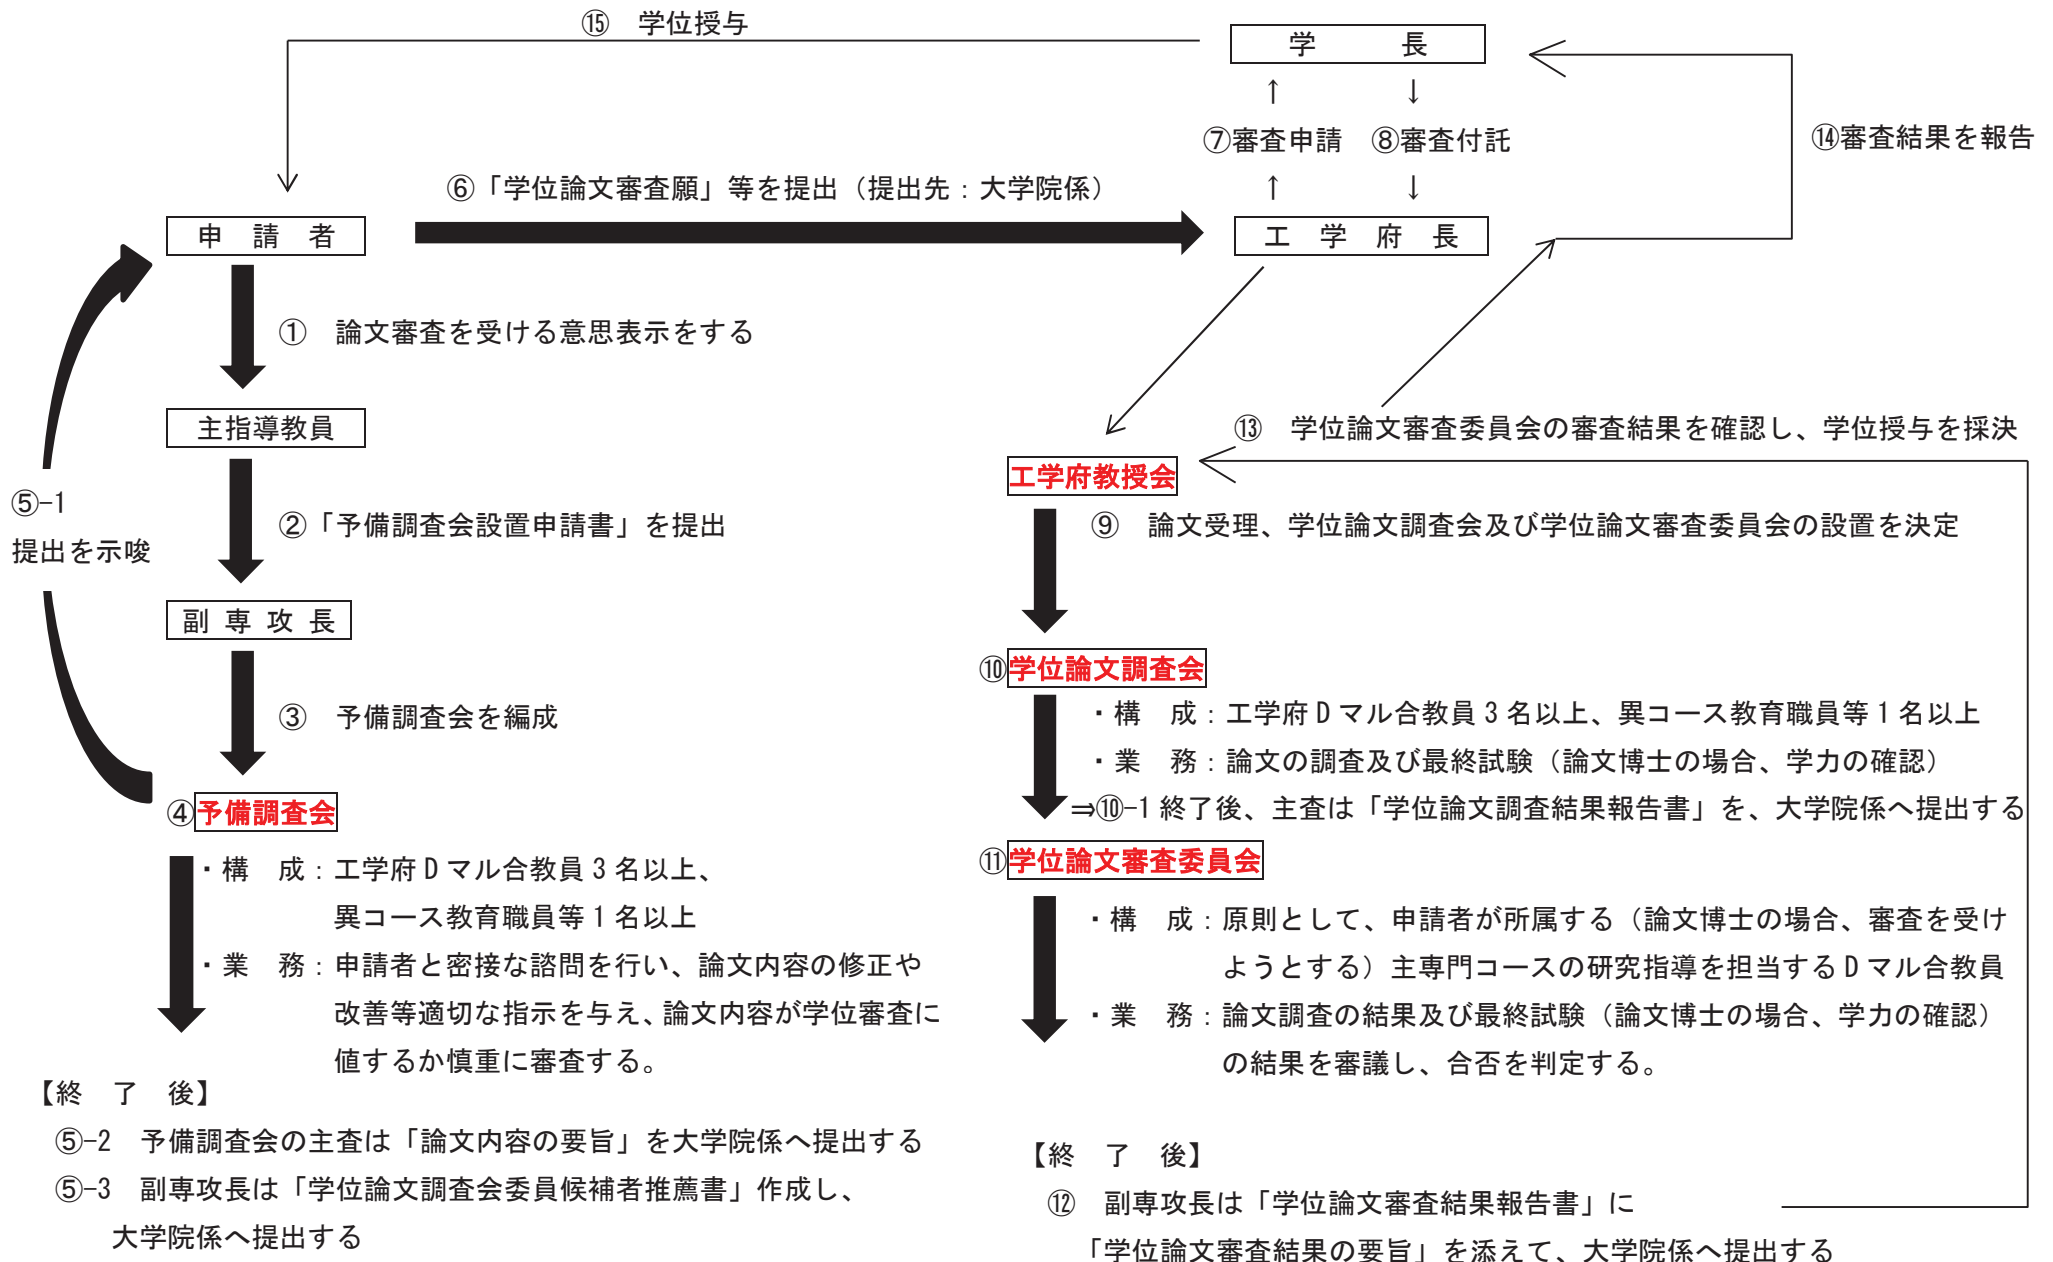 ⑮　学位授与
学　　　長
↑　↓
⑦審査申請　⑧審査付託
↑　↓
⑭審査結果を報告
⑥「学位論文審査願」等を提出（提出先：大学院係）
申　請　者
工　学　府　長
①　論文審査を受ける意思表示をする
主指導教員
②「予備調査会設置申請書」を提出
⑤-1
提出を示唆
副 専 攻 長
③　予備調査会を編成
④予備調査会
・構　成：工学府Dマル合教員3名以上、
異コース教育職員等1名以上
・業　務：申請者と密接な諮問を行い、論文内容の修正や
改善等適切な指示を与え、論文内容が学位審査に
値するか慎重に審査する。
【終　了　後】
⑤-2　予備調査会の主査は「論文内容の要旨」を大学院係へ提出する
⑤-3　副専攻長は「学位論文調査会委員候補者推薦書」作成し、
大学院係へ提出する
⑬　学位論文審査委員会の審査結果を確認し、学位授与を採決
工学府教授会
⑨　論文受理、学位論文調査会及び学位論文審査委員会の設置を決定
⑩学位論文調査会
・構　成：工学府Dマル合教員3名以上、異コース教育職員等1名以上
・業　務：論文の調査及び最終試験（論文博士の場合、学力の確認）
⇒⑩-1終了後、主査は「学位論文調査結果報告書」を、大学院係へ提出する
⑪学位論文審査委員会
・構　成：原則として、申請者が所属する（論文博士の場合、審査を受け
ようとする）主専門コースの研究指導を担当するDマル合教員
・業　務：論文調査の結果及び最終試験（論文博士の場合、学力の確認）
の結果を審議し、合否を判定する。
【終　了　後】
⑫　副専攻長は「学位論文審査結果報告書」に
「学位論文審査結果の要旨」を添えて、大学院係へ提出する